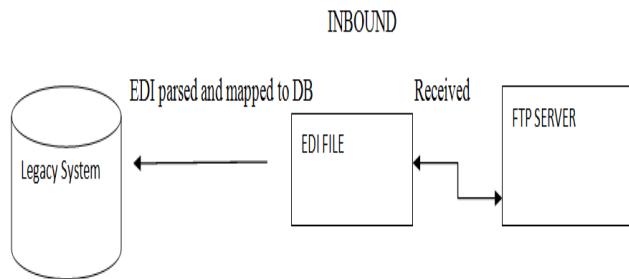 INBOUND
EDI parsed and mapped to DB
Received
Legacy System
EDI FILE
FTP SERVER